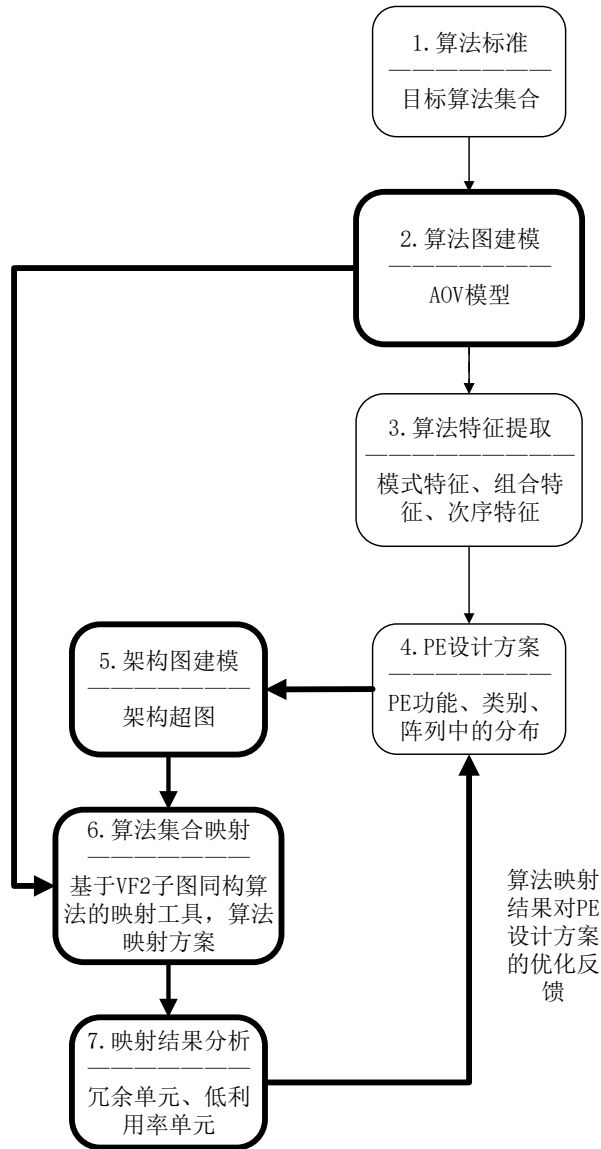 1.算法标准
目标算法集合
2.算法图建模
AOV模型
3.算法特征提取
模式特征、组合特
征、次序特征
4.PE设计方案
PE功能、类别、
阵列中的分布
5.架构图建模
架构超图
6.算法集合映射
基于VF2子图同构算
法的映射工具，算法
映射方案
7.映射结果分析
冗余单元、低利
用率单元
算法映射
结果对PE
设计方案
的优化反
馈